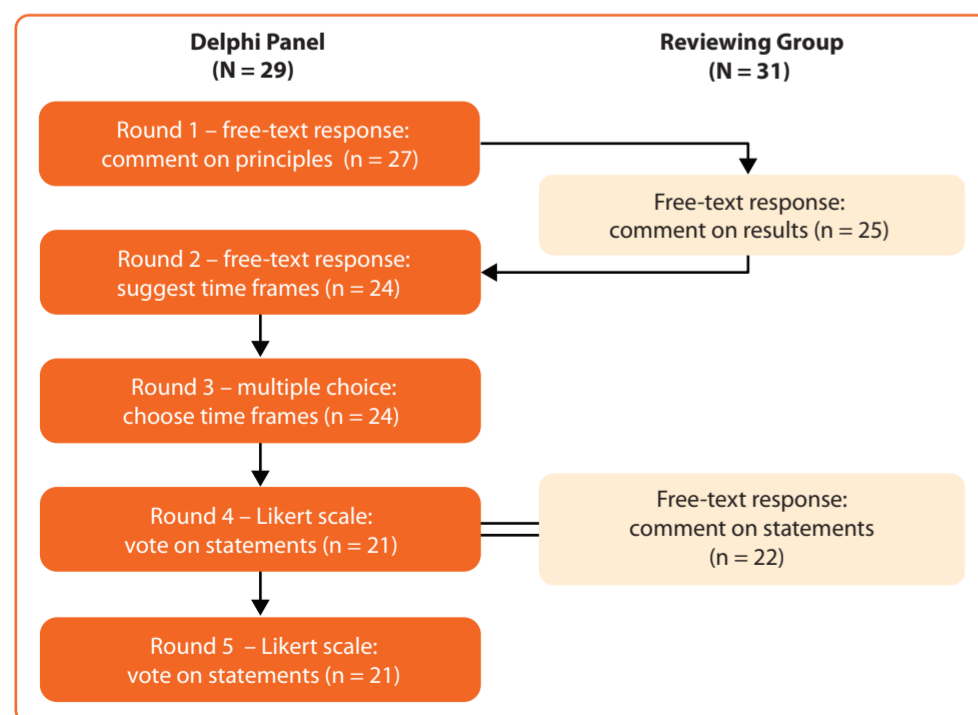 Delphi Panel
(N = 29)
Reviewing Group
(N = 31)
Round 1 – free-text response:
comment on principles (n = 27)
Free-text response:
comment on results (n = 25)
Round 2 – free-text response:
suggest time frames (n = 24)
Round 3 – multiple choice:
choose time frames (n = 24)
Round 4 – Likert scale:
vote on statements (n = 21)
Free-text response:
comment on statements
(n = 22)
Round 5 – Likert scale:
vote on statements (n = 21)